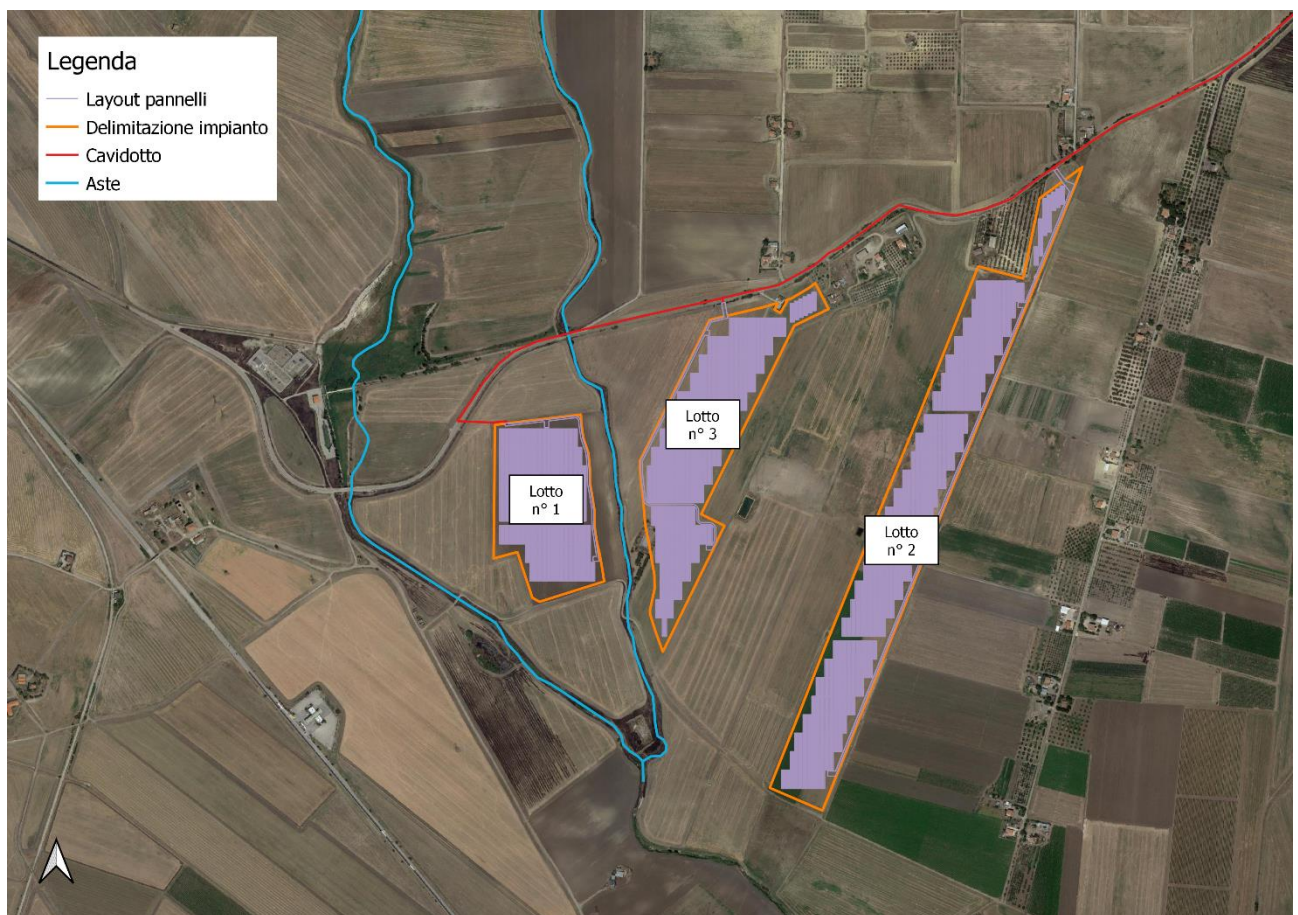 Legenda
Layout pannelli
Delimitazione impianto
Cavidotto
Aste
Lotto
n° 3
Lotto
n° 1
Lotto
n° 2